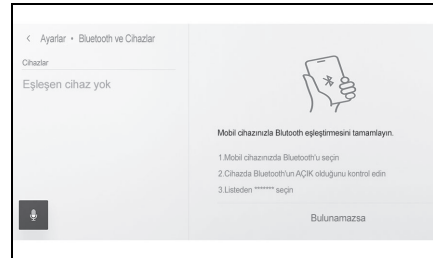 < Ayarlar • Bluetooth ve Cihazlar
Cihazlar
Eşleşen cihaz yok
Mobil cihazınızla Blutooth eşleştirmesini tamamlayın.
1.Mobil cihazınızda Bluetooth'u seçin
2.Cihazda Bluetooth'un AÇIK olduğunu kontrol edin
3.Listeden ******* seçin
Bulunamazsa